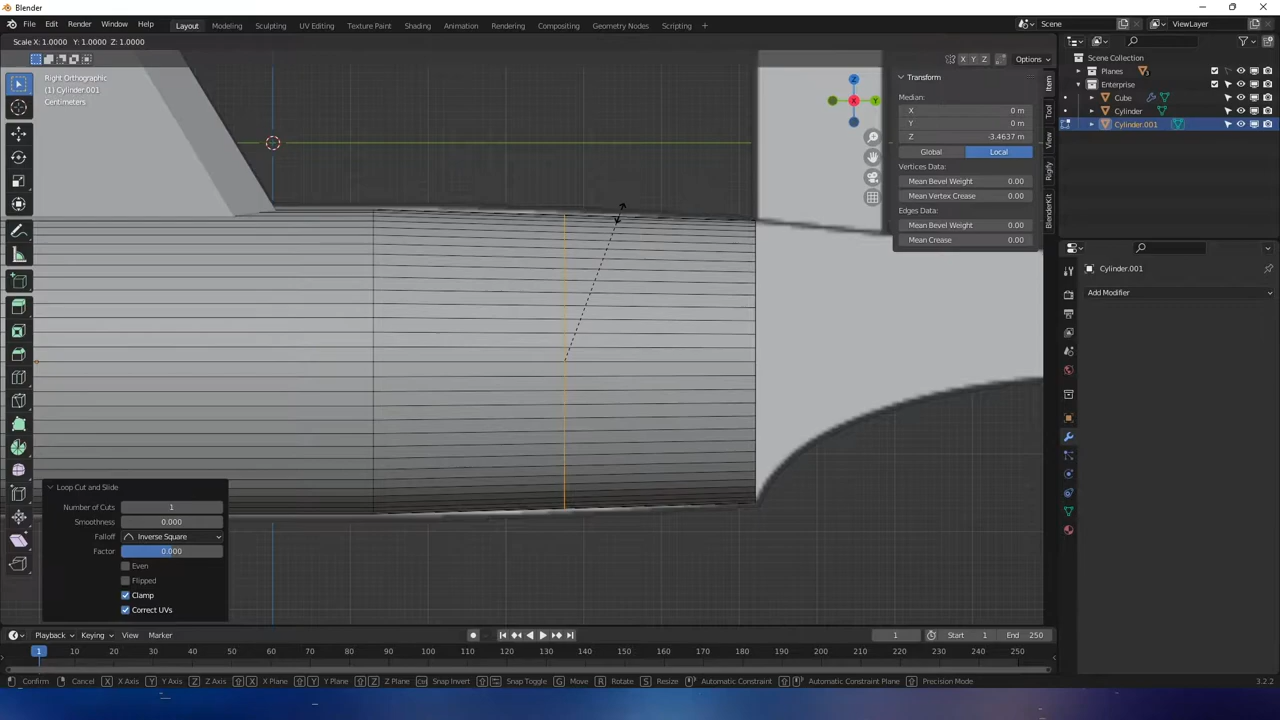 Blender
File Edit Render Window Help Layout Modeling Sculpting UV Editing Texture Paint Shading Animation Rendering Compositing Geometry Nodes Scripting + Scene ViewLayer
Scale X: 1.0000 Y: 1.0000 Z: 1.0000
X Y Z Options
Right Orthographic
(1) Cylinder.001
Centimeters
Transform
Median:
X 0 m
Y 0 m
Z -3.4637 m
Global Local
Vertices Data:
Mean Bevel Weight 0.00
Mean Vertex Crease 0.00
Edges Data:
Mean Bevel Weight 0.00
Mean Crease 0.00
Item
Tool
View
Rigify
BlenderKit
Z
Y
X
Scene Collection
Planes 3
Enterprise
Cube
Cylinder
Cylinder.001
Cylinder.001
Add Modifier
Loop Cut and Slide
Number of Cuts 1
Smoothness 0.000
Falloff Inverse Square
Factor 0.000
Even
Flipped
Clamp
Correct UVs
Playback Keying View Marker 1 Start 1 End 250
1 10 20 30 40 50 60 70 80 90 100 110 120 130 140 150 160 170 180 190 200 210 220 230 240 250
Confirm Cancel X X Axis Y Y Axis Z Z Axis X X Plane Y Y Plane Z Z Plane Snap Invert Snap Toggle G Move R Rotate S Resize Automatic Constraint Automatic Constraint Plane Precision Mode 3.2.2